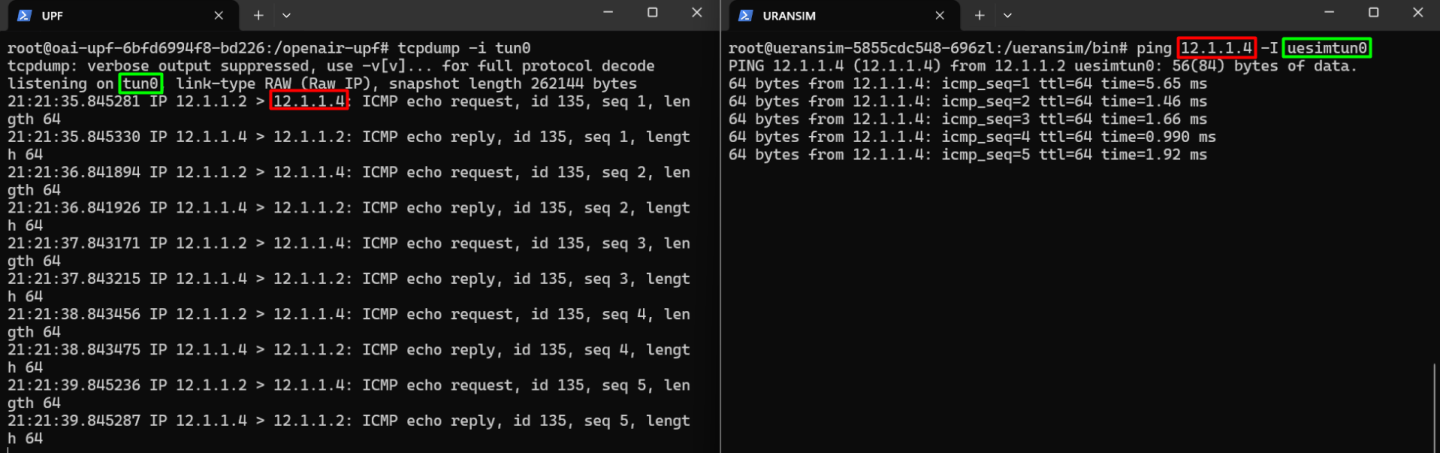 UPF
root@oai-upf-6bfd6994f8-bd226:/openair-upf# tcpdump -i tun0
tcpdump: verbose output suppressed, use -v[v]... for full protocol decode
listening on tun0, link-type RAW (Raw IP), snapshot length 262144 bytes
21:21:35.845281 IP 12.1.1.2 > 12.1.1.4: ICMP echo request, id 135, seq 1, len
gth 64
21:21:35.845330 IP 12.1.1.4 > 12.1.1.2: ICMP echo reply, id 135, seq 1, lengt
h 64
21:21:36.841894 IP 12.1.1.2 > 12.1.1.4: ICMP echo request, id 135, seq 2, len
gth 64
21:21:36.841926 IP 12.1.1.4 > 12.1.1.2: ICMP echo reply, id 135, seq 2, lengt
h 64
21:21:37.843171 IP 12.1.1.2 > 12.1.1.4: ICMP echo request, id 135, seq 3, len
gth 64
21:21:37.843215 IP 12.1.1.4 > 12.1.1.2: ICMP echo reply, id 135, seq 3, lengt
h 64
21:21:38.843456 IP 12.1.1.2 > 12.1.1.4: ICMP echo request, id 135, seq 4, len
gth 64
21:21:38.843475 IP 12.1.1.4 > 12.1.1.2: ICMP echo reply, id 135, seq 4, lengt
h 64
21:21:39.845236 IP 12.1.1.2 > 12.1.1.4: ICMP echo request, id 135, seq 5, len
gth 64
21:21:39.845287 IP 12.1.1.4 > 12.1.1.2: ICMP echo reply, id 135, seq 5, lengt
h 64
URANSIM
root@ueransim-5855cdc548-696zl:/ueransim/bin# ping 12.1.1.4 -I uesimtun0
PING 12.1.1.4 (12.1.1.4) from 12.1.1.2 uesimtun0: 56(84) bytes of data.
64 bytes from 12.1.1.4: icmp_seq=1 ttl=64 time=5.65 ms
64 bytes from 12.1.1.4: icmp_seq=2 ttl=64 time=1.46 ms
64 bytes from 12.1.1.4: icmp_seq=3 ttl=64 time=1.66 ms
64 bytes from 12.1.1.4: icmp_seq=4 ttl=64 time=0.990 ms
64 bytes from 12.1.1.4: icmp_seq=5 ttl=64 time=1.92 ms